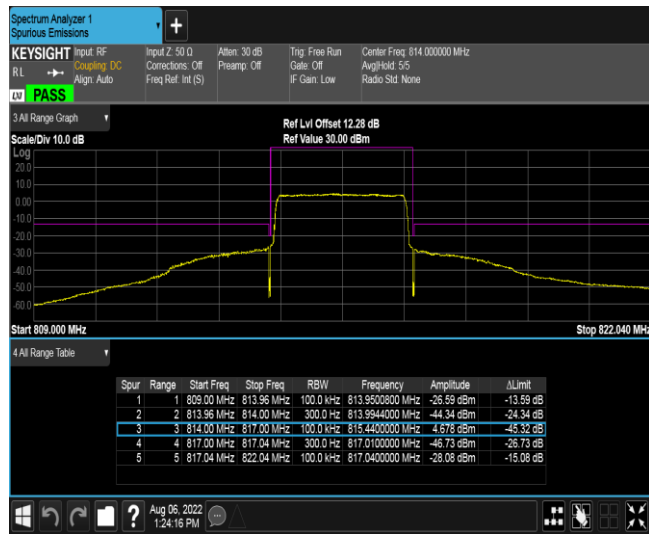 Spectrum Analyzer 1
Spurious Emissions
KEYSIGHT Input: RF Input Z: 50 Ω Atten: 30 dB Trig: Free Run Center Freq: 814.000000 MHz
RL Coupling: DC Corrections: Off Preamp: Off Gate: Off Avg|Hold: 5/5
Align: Auto Freq Ref: Int (S) IF Gain: Low Radio Std: None
LXI PASS
3 All Range Graph
Ref Lvl Offset 12.28 dB
Scale/Div 10.0 dB Ref Value 30.00 dBm
Log
20.0
10.0
0.00
-10.0
-20.0
-30.0
-40.0
-50.0
-60.0
Start 809.000 MHz Stop 822.040 MHz
4 All Range Table
Spur Range Start Freq Stop Freq RBW Frequency Amplitude ΔLimit
1 1 809.00 MHz 813.96 MHz 100.0 kHz 813.9500800 MHz -26.59 dBm -13.59 dB
2 2 813.96 MHz 814.00 MHz 300.0 Hz 813.9944000 MHz -44.34 dBm -24.34 dB
3 3 814.00 MHz 817.00 MHz 100.0 kHz 815.4400000 MHz 4.678 dBm -45.32 dB
4 4 817.00 MHz 817.04 MHz 300.0 Hz 817.0100000 MHz -46.73 dBm -26.73 dB
5 5 817.04 MHz 822.04 MHz 100.0 kHz 817.0400000 MHz -28.08 dBm -15.08 dB
? Aug 06, 2022
1:24:16 PM